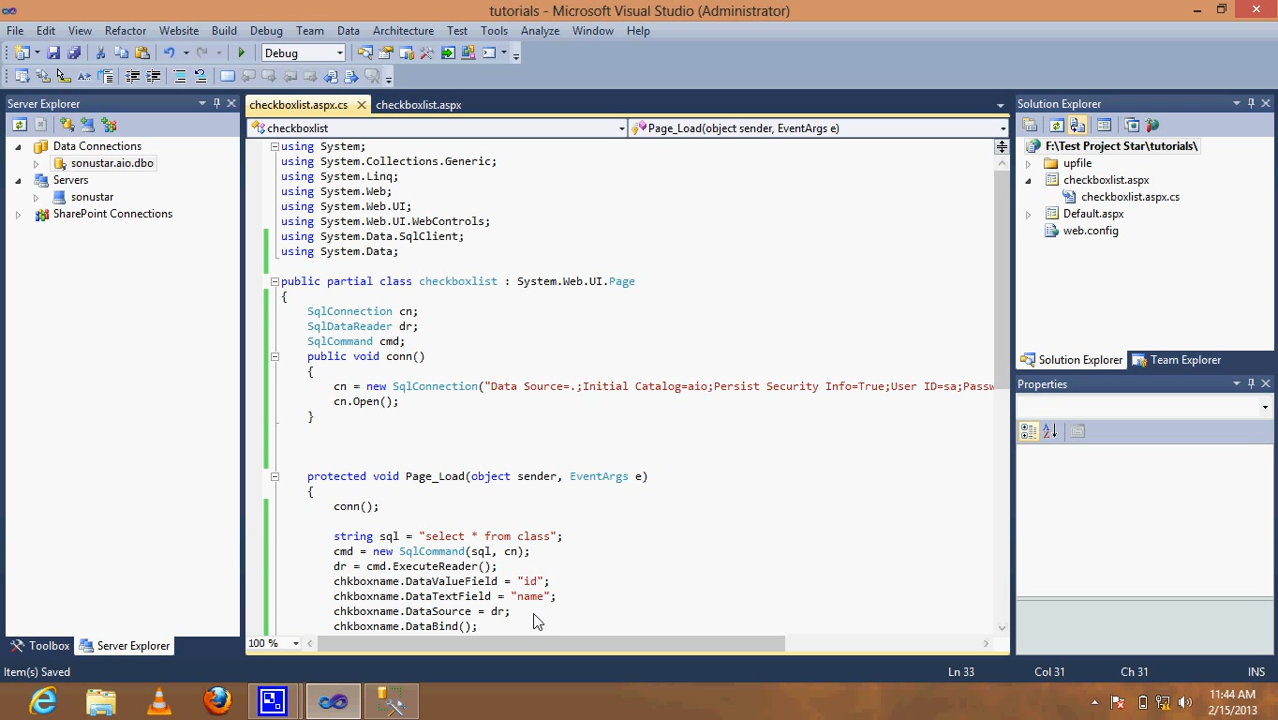 tutorials - Microsoft Visual Studio (Administrator)
File Edit View Refactor Website Build Debug Team Data Architecture Test Tools Analyze Window Help
Debug
Server Explorer
Data Connections
sonustar.aio.dbo
Servers
sonustar
SharePoint Connections
Toolbox Server Explorer
checkboxlist.aspx.cs checkboxlist.aspx
checkboxlist Page_Load(object sender, EventArgs e)
using System;
using System.Collections.Generic;
using System.Linq;
using System.Web;
using System.Web.UI;
using System.Web.UI.WebControls;
using System.Data.SqlClient;
using System.Data;
public partial class checkboxlist : System.Web.UI.Page
{
SqlConnection cn;
SqlDataReader dr;
SqlCommand cmd;
public void conn()
{
cn = new SqlConnection("Data Source=.;Initial Catalog=aio;Persist Security Info=True;User ID=sa;Passw
cn.Open();
}
protected void Page_Load(object sender, EventArgs e)
{
conn();
string sql = "select * from class";
cmd = new SqlCommand(sql, cn);
dr = cmd.ExecuteReader();
chkboxname.DataValueField = "id";
chkboxname.DataTextField = "name";
chkboxname.DataSource = dr;
chkboxname.DataBind();
100 %
Solution Explorer
F:\Test Project Star\tutorials\
upfile
checkboxlist.aspx
checkboxlist.aspx.cs
Default.aspx
web.config
Solution Explorer Team Explorer
Properties
Item(s) Saved Ln 33 Col 31 Ch 31 INS
11:44 AM
2/15/2013